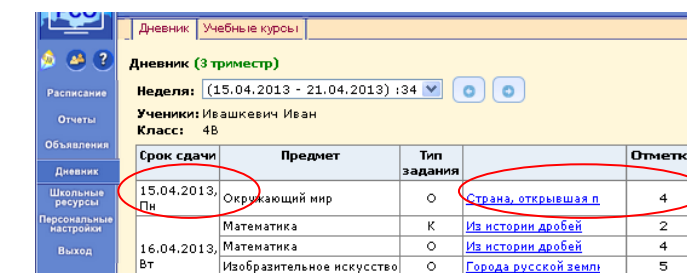 РСО
Дневник Учебные курсы
?
Дневник (3 триместр)
Расписание
Неделя: (15.04.2013 - 21.04.2013) :34
Ученики: Ивашкевич Иван
Отчеты
Класс: 4В
Объявления
Срок сдачи Предмет Тип задания Отметк
Дневник
15.04.2013, Пн Окружающий мир О Страна, открывшая п 4
Школьные ресурсы
Математика К Из истории дробей 2
Персональные настройки
16.04.2013, Вт Математика О Из истории дробей 4
Выход
Изобразительное искусство О Города русской земли 5